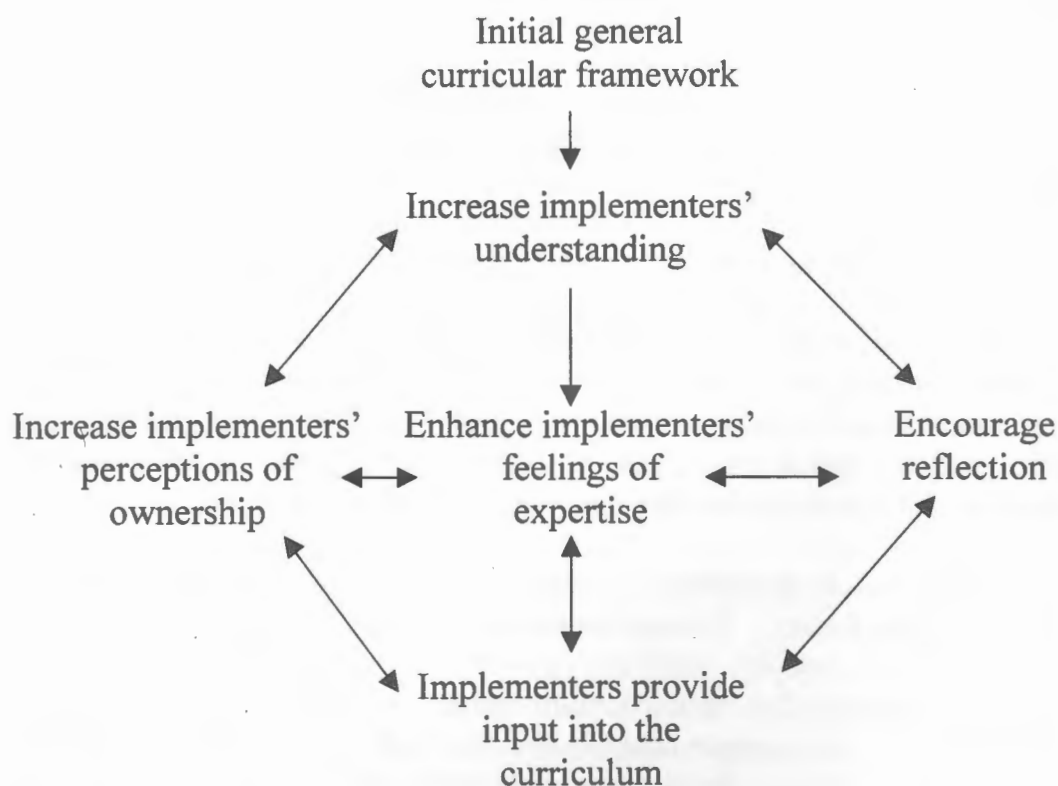 Initial general
curricular framework
Increase implementers’
understanding
Increase implementers’
perceptions of
ownership
Enhance implementers’
feelings of
expertise
Encourage
reflection
Implementers provide
input into the
curriculum